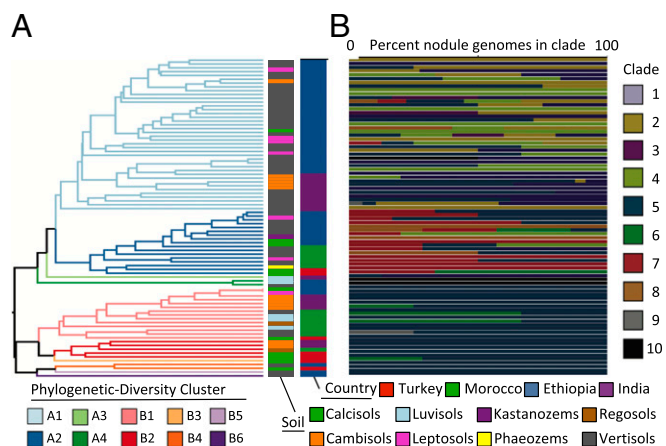 A
B
0 Percent nodule genomes in clade 100
Clade
1
2
3
4
5
6
7
8
9
10
Phylogenetic-Diversity Cluster
A1 A3 B1 B3 B5
A2 A4 B2 B4 B6
Soil
Country Turkey Morocco Ethiopia India
Calcisols Luvisols Kastanozems Regosols
Cambisols Leptosols Phaeozems Vertisols